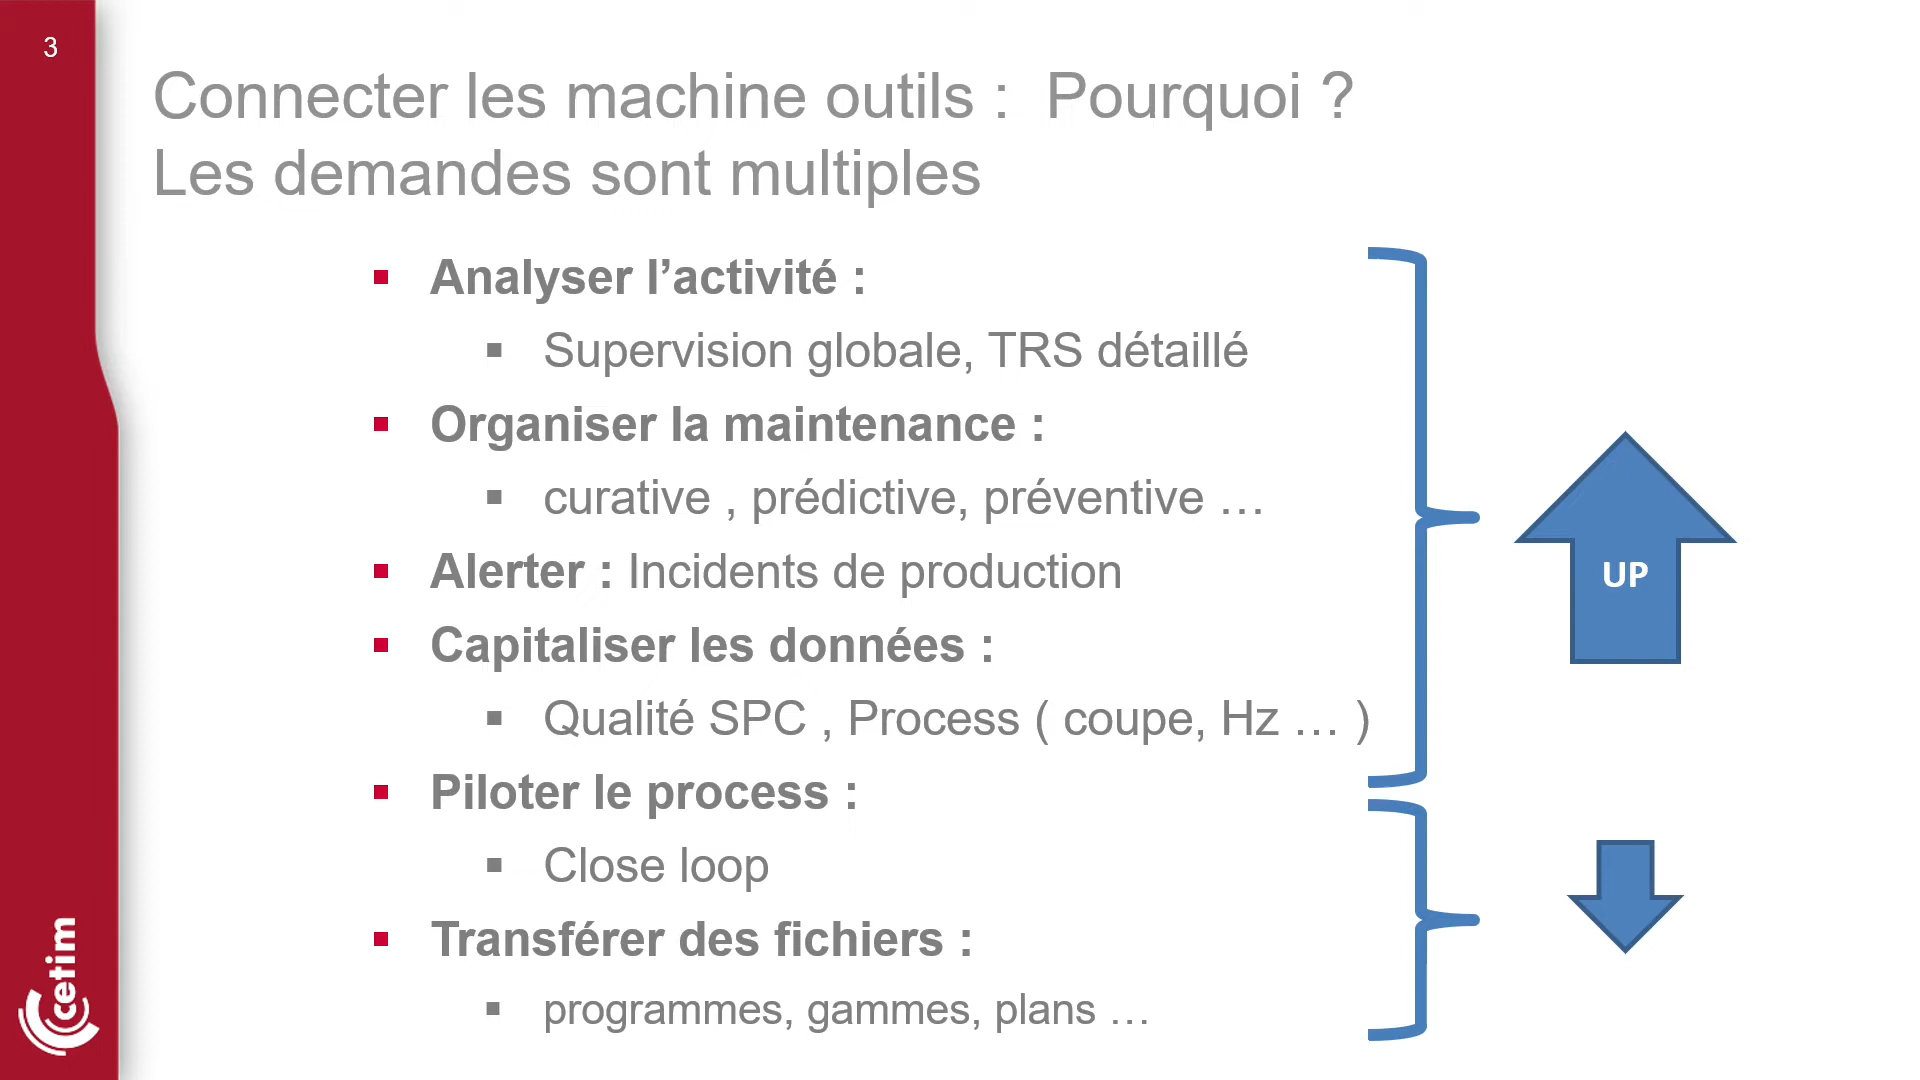 3
Connecter les machine outils :  Pourquoi ?
Les demandes sont multiples
Analyser l’activité :
Supervision globale, TRS détaillé
Organiser la maintenance :
curative , prédictive, préventive …
Alerter : Incidents de production
Capitaliser les données :
Qualité SPC , Process ( coupe, Hz … )
Piloter le process :
Close loop
Transférer des fichiers :
programmes, gammes, plans …
UP
cetim